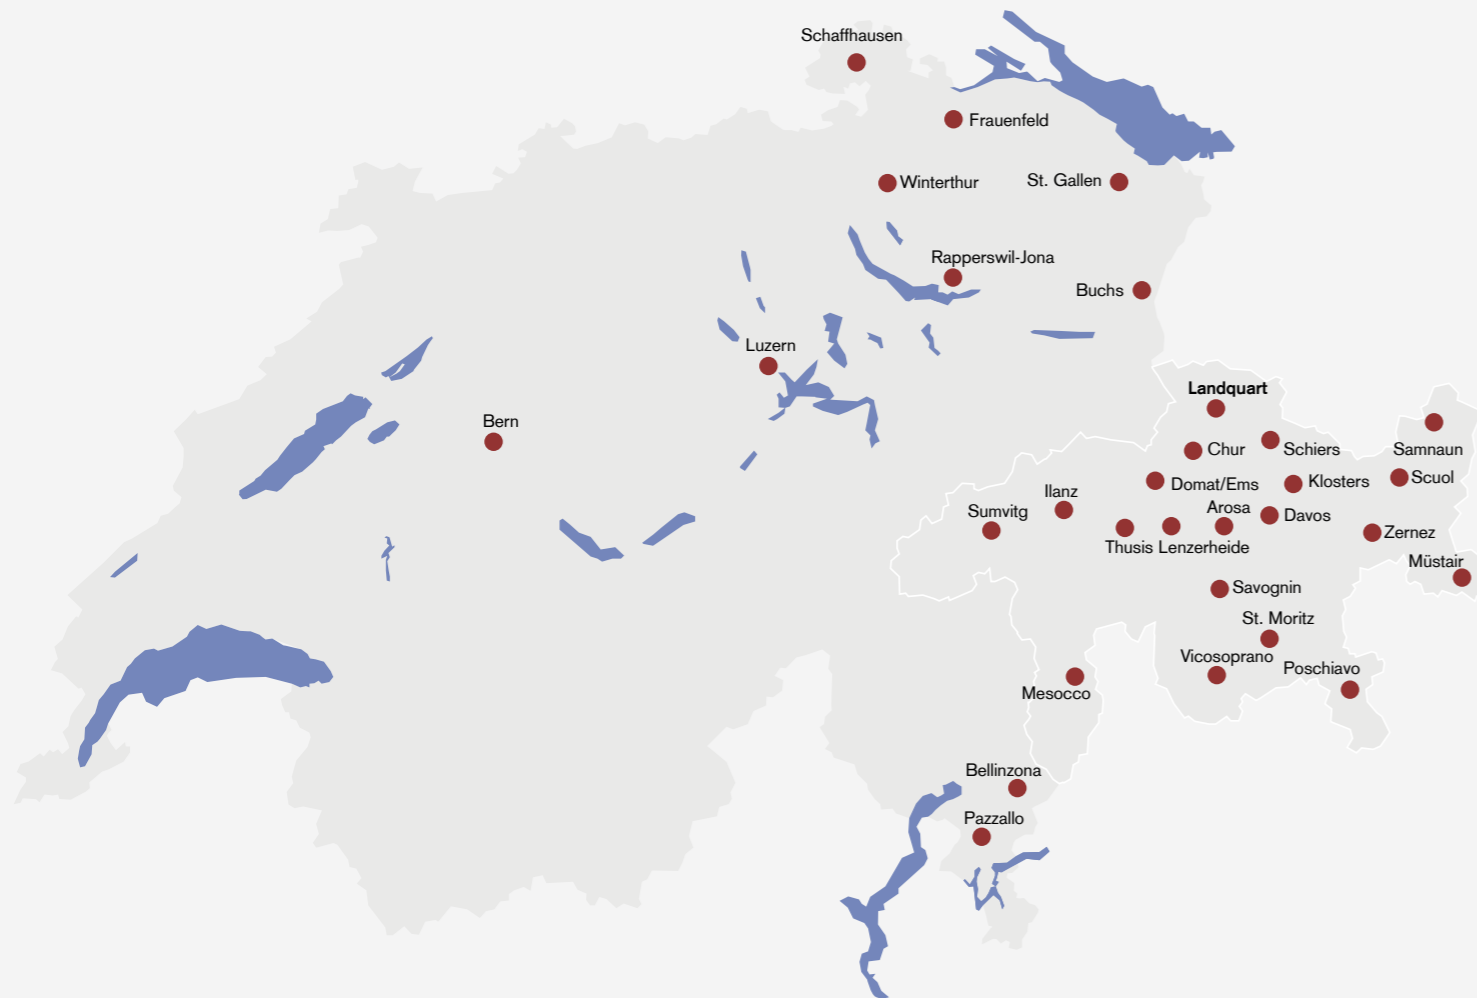 Schaffhausen
Frauenfeld
Winterthur
St. Gallen
Rapperswil-Jona
Buchs
Luzern
Landquart
Bern
Chur
Schiers
Samnaun
Domat/Ems
Klosters
Scuol
Ilanz
Sumvitg
Arosa
Davos
Zernez
Thusis
Lenzerheide
Müstair
Savognin
St. Moritz
Vicosoprano
Poschiavo
Mesocco
Bellinzona
Pazzallo